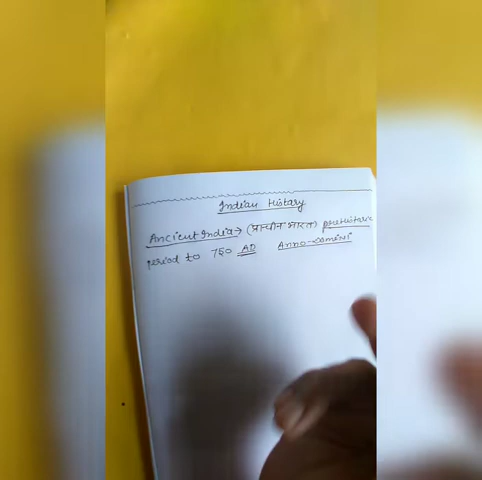 Indian History
Ancient India → (प्राचीन भारत) prehistoric
period to 750 AD Anno-Domini